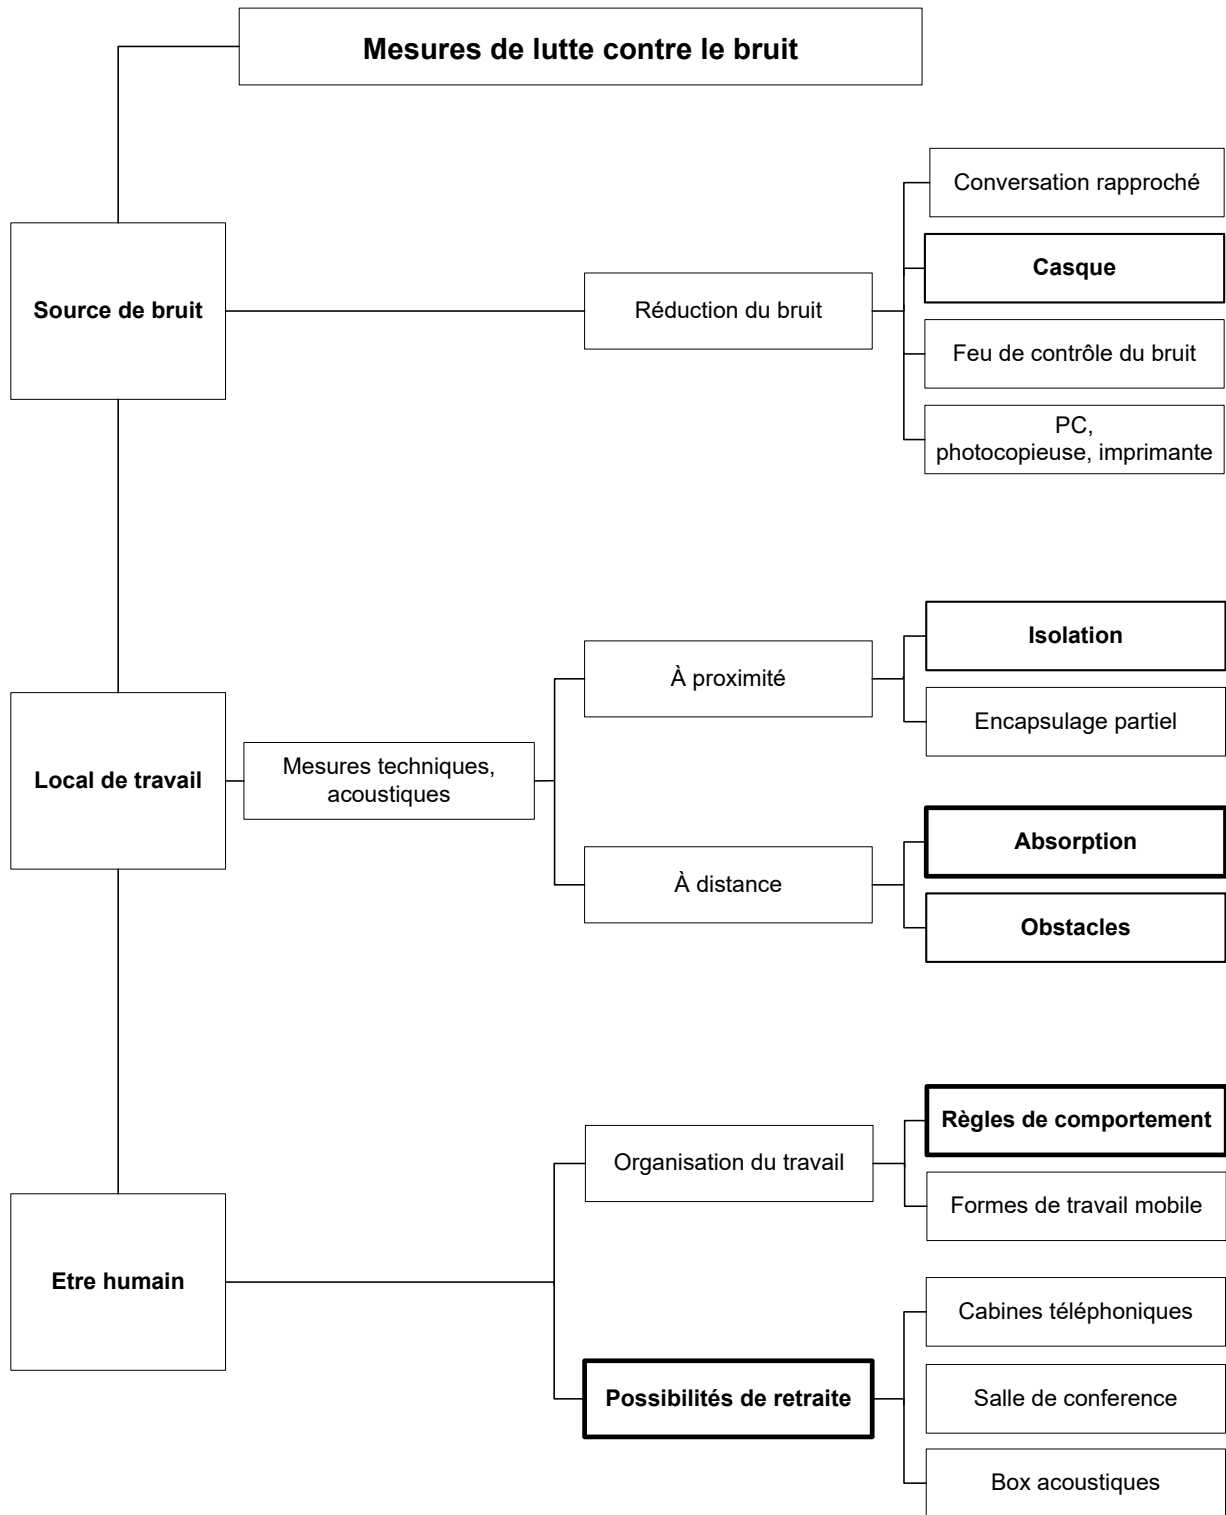 Mesures de lutte contre le bruit
Source de bruit
Réduction du bruit
Conversation rapproché
Casque
Feu de contrôle du bruit
PC,
photocopieuse, imprimante
Local de travail
Mesures techniques,
acoustiques
À proximité
Isolation
Encapsulage partiel
À distance
Absorption
Obstacles
Etre humain
Organisation du travail
Règles de comportement
Formes de travail mobile
Possibilités de retraite
Cabines téléphoniques
Salle de conference
Box acoustiques